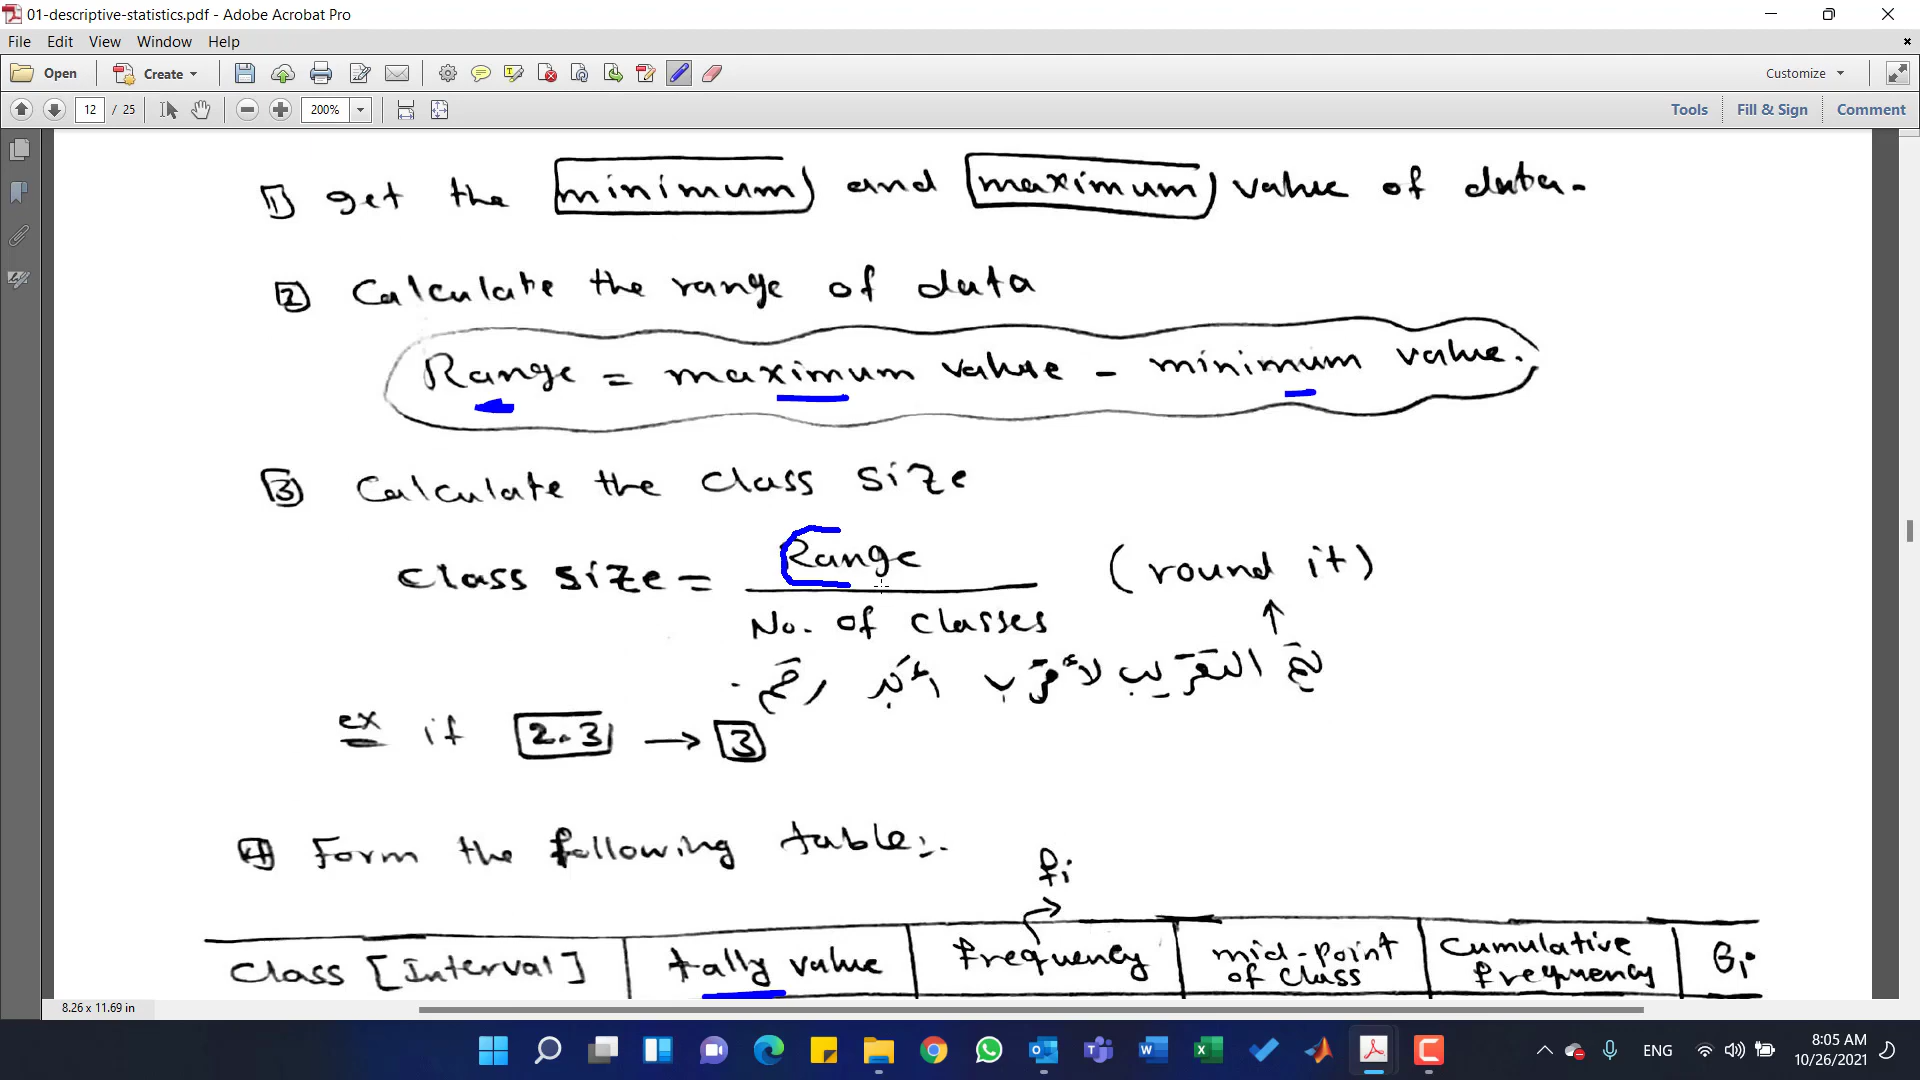 01-descriptive-statistics.pdf - Adobe Acrobat Pro
File Edit View Window Help
Open Create Customize
12 / 25 200% Tools Fill & Sign Comment
1 get the minimum and maximum value of data.
2 Calculate the range of data
Range = maximum value - minimum value.
3 Calculate the class size
class size = Range / No. of classes (round it)
يتم التقريب لأقرب أكبر رقم.
ex if 2.3 → 3
4 Form the following table:-
fi
Class [Interval] tally value frequency mid-point of class Cumulative frequency Bi
8.26 x 11.69 in
ENG 8:05 AM
10/26/2021